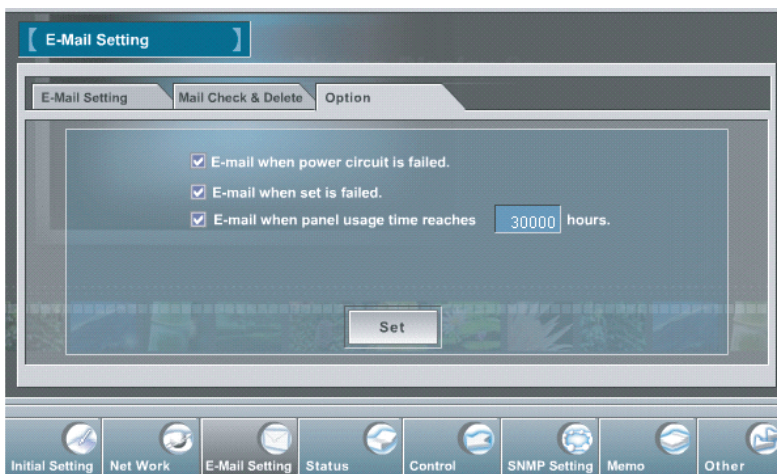 E-Mail Setting
E-Mail Setting Mail Check & Delete Option
E-mail when power circuit is failed.
E-mail when set is failed.
E-mail when panel usage time reaches 30000 hours.
Set
Initial Setting Net Work E-Mail Setting Status Control SNMP Setting Memo Other